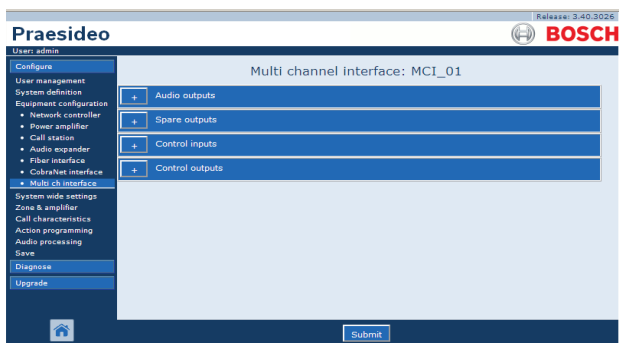 Release: 3.40.3026
Praesideo
BOSCH
User: admin
Configure
User management
System definition
Equipment configuration
• Network controller
• Power amplifier
• Call station
• Audio expander
• Fiber interface
• CobraNet interface
• Multi ch interface
System wide settings
Zone & amplifier
Call characteristics
Action programming
Audio processing
Save
Diagnose
Upgrade
Multi channel interface: MCI_01
+ Audio outputs
+ Spare outputs
+ Control inputs
+ Control outputs
Submit